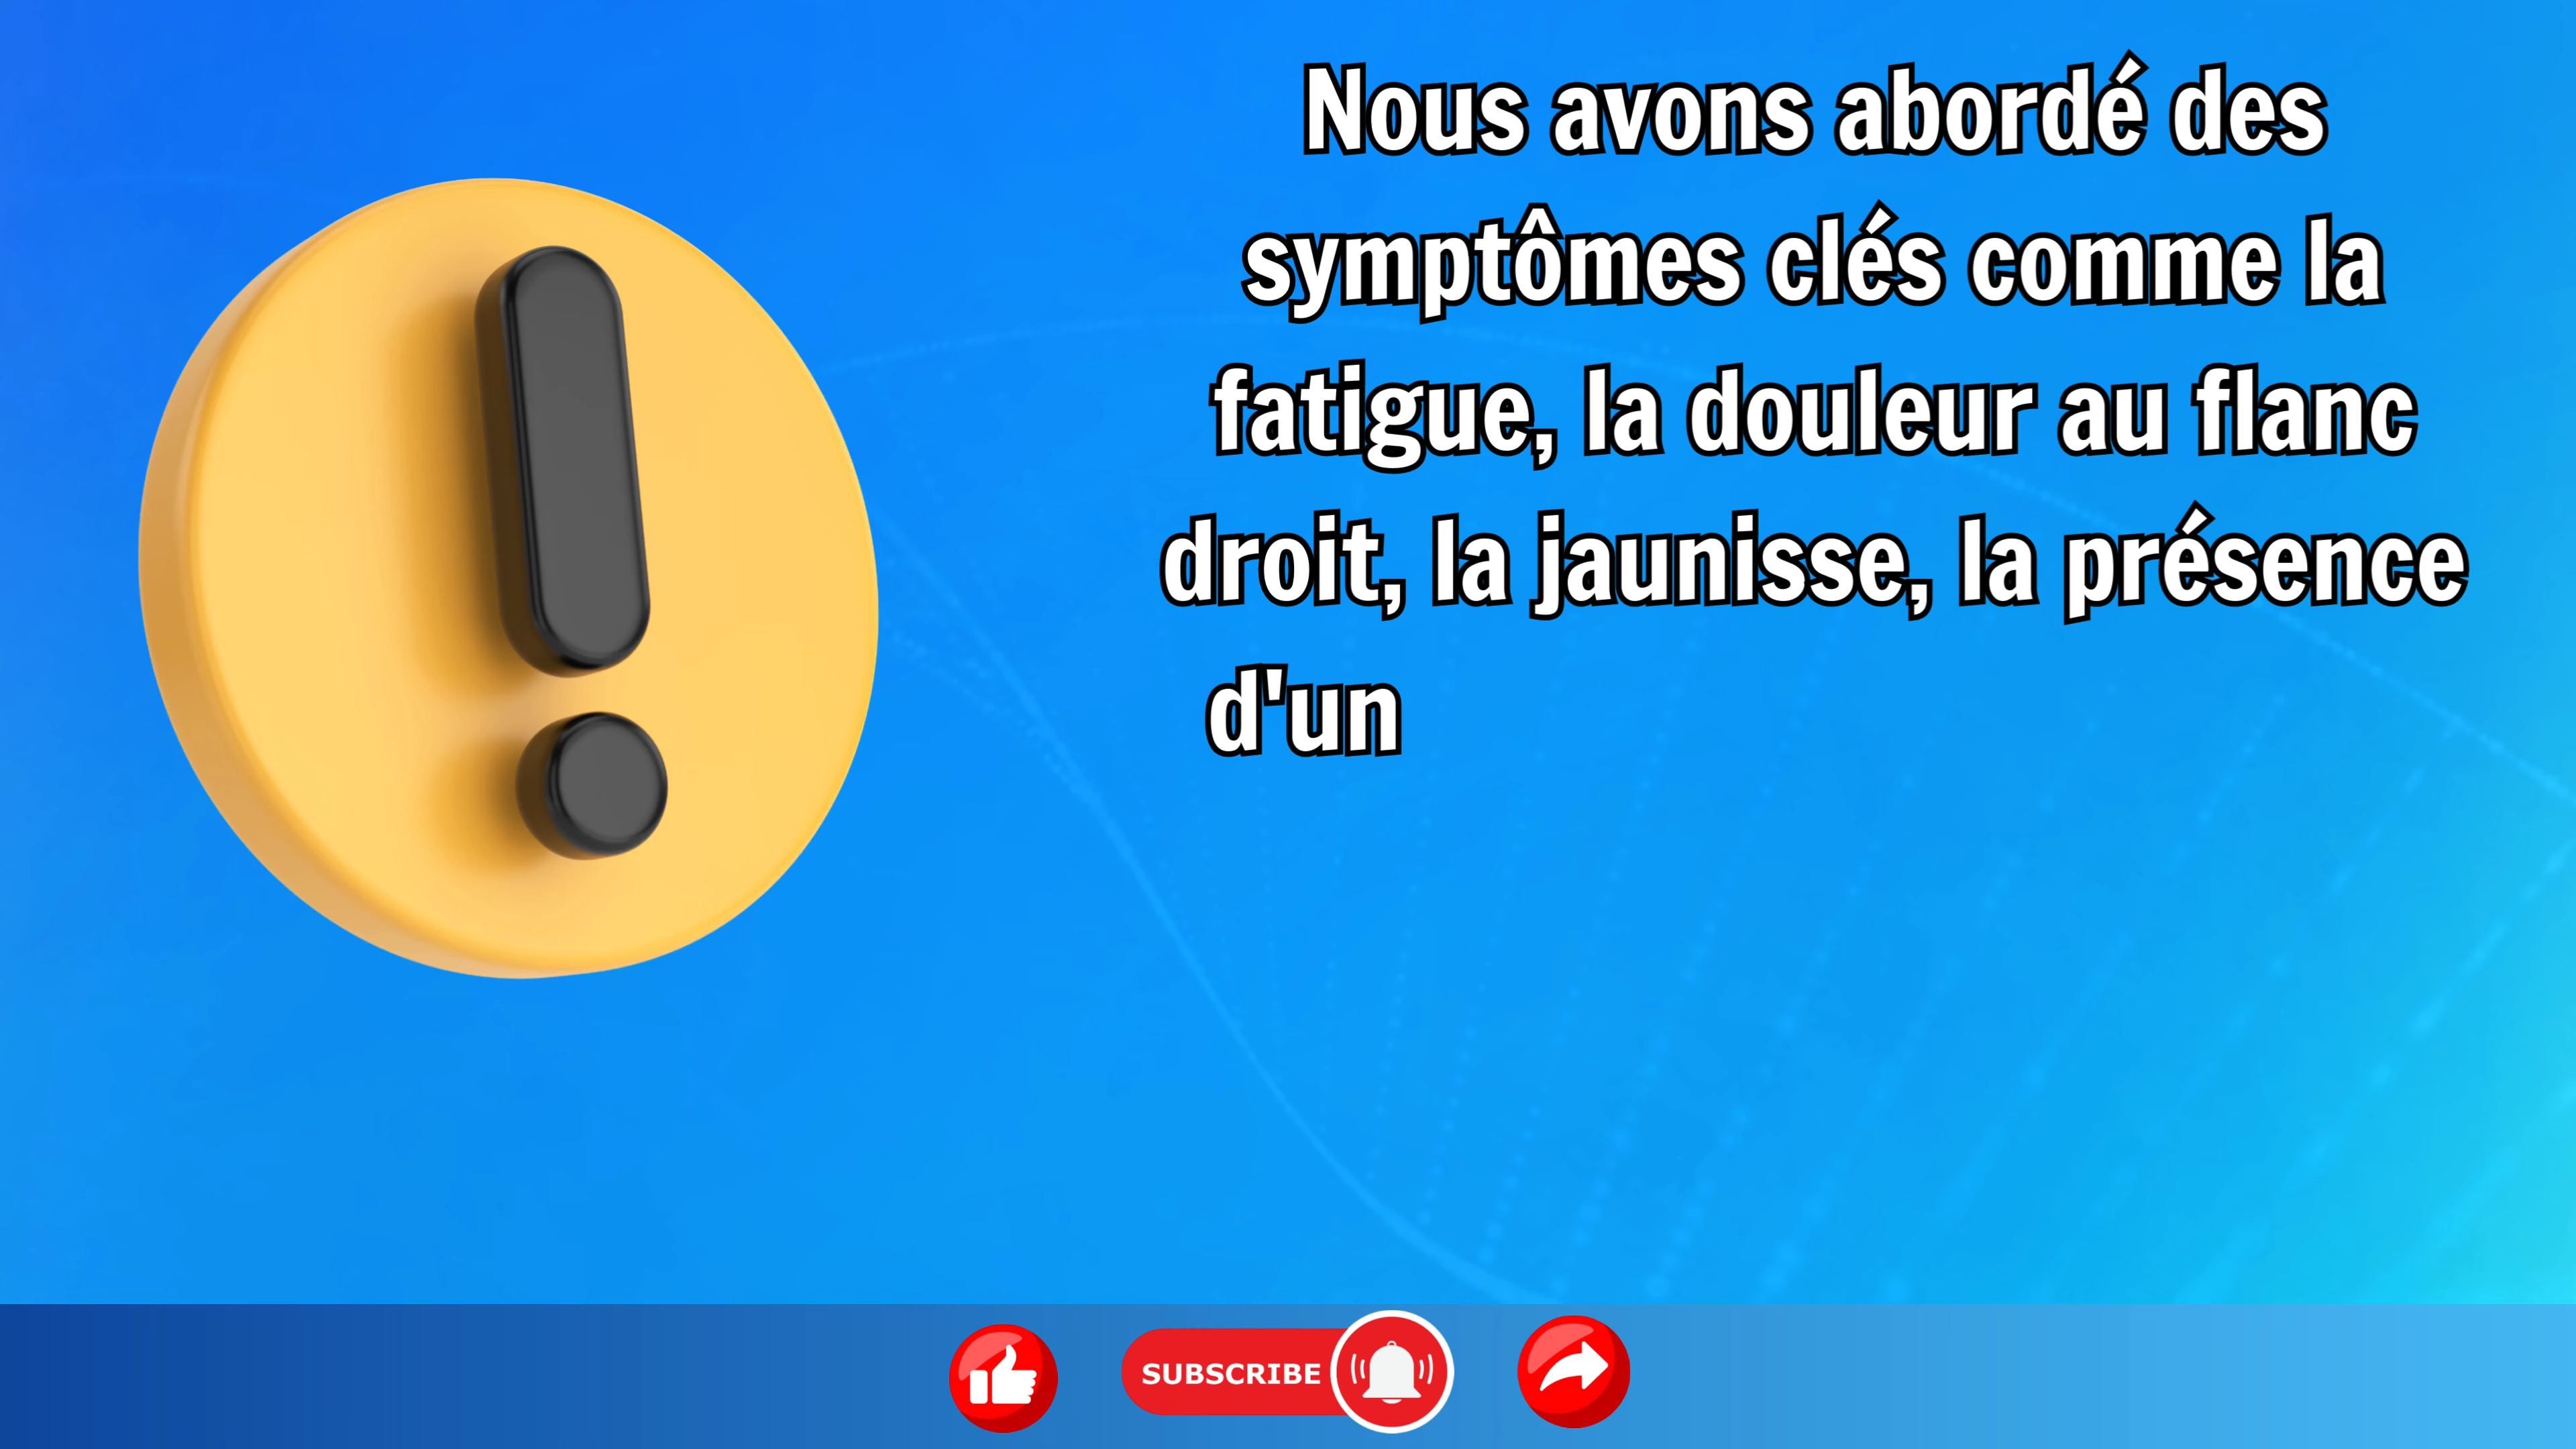 Nous avons abordé des
symptômes clés comme la
fatigue, la douleur au flanc
droit, la jaunisse, la présence
d'un
SUBSCRIBE